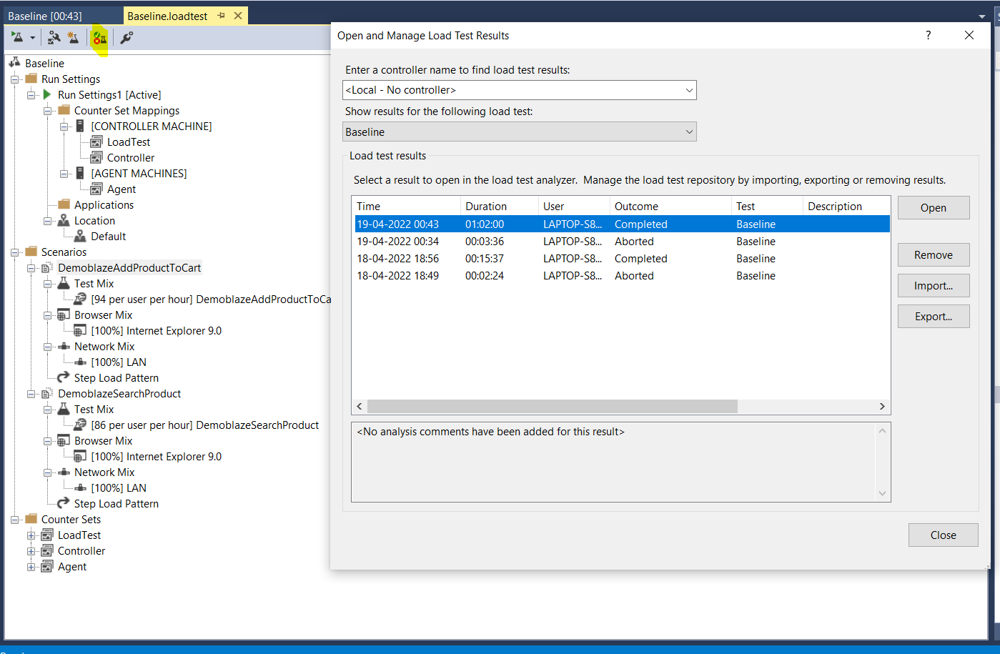 Baseline [00:43]
Baseline.loadtest
Baseline
Run Settings
Run Settings1 [Active]
Counter Set Mappings
[CONTROLLER MACHINE]
LoadTest
Controller
[AGENT MACHINES]
Agent
Applications
Location
Default
Scenarios
DemoblazeAddProductToCart
Test Mix
[94 per user per hour] DemoblazeAddProductToCa
Browser Mix
[100%] Internet Explorer 9.0
Network Mix
[100%] LAN
Step Load Pattern
DemoblazeSearchProduct
Test Mix
[86 per user per hour] DemoblazeSearchProduct
Browser Mix
[100%] Internet Explorer 9.0
Network Mix
[100%] LAN
Step Load Pattern
Counter Sets
LoadTest
Controller
Agent
Open and Manage Load Test Results
?
Enter a controller name to find load test results:
<Local - No controller>
Show results for the following load test:
Baseline
Load test results
Select a result to open in the load test analyzer.  Manage the load test repository by importing, exporting or removing results.
Time Duration User Outcome Test Description
19-04-2022 00:43 01:02:00 LAPTOP-S8... Completed Baseline
19-04-2022 00:34 00:03:36 LAPTOP-S8... Aborted Baseline
18-04-2022 18:56 00:15:37 LAPTOP-S8... Completed Baseline
18-04-2022 18:49 00:02:24 LAPTOP-S8... Aborted Baseline
Open
Remove
Import...
Export...
<No analysis comments have been added for this result>
Close